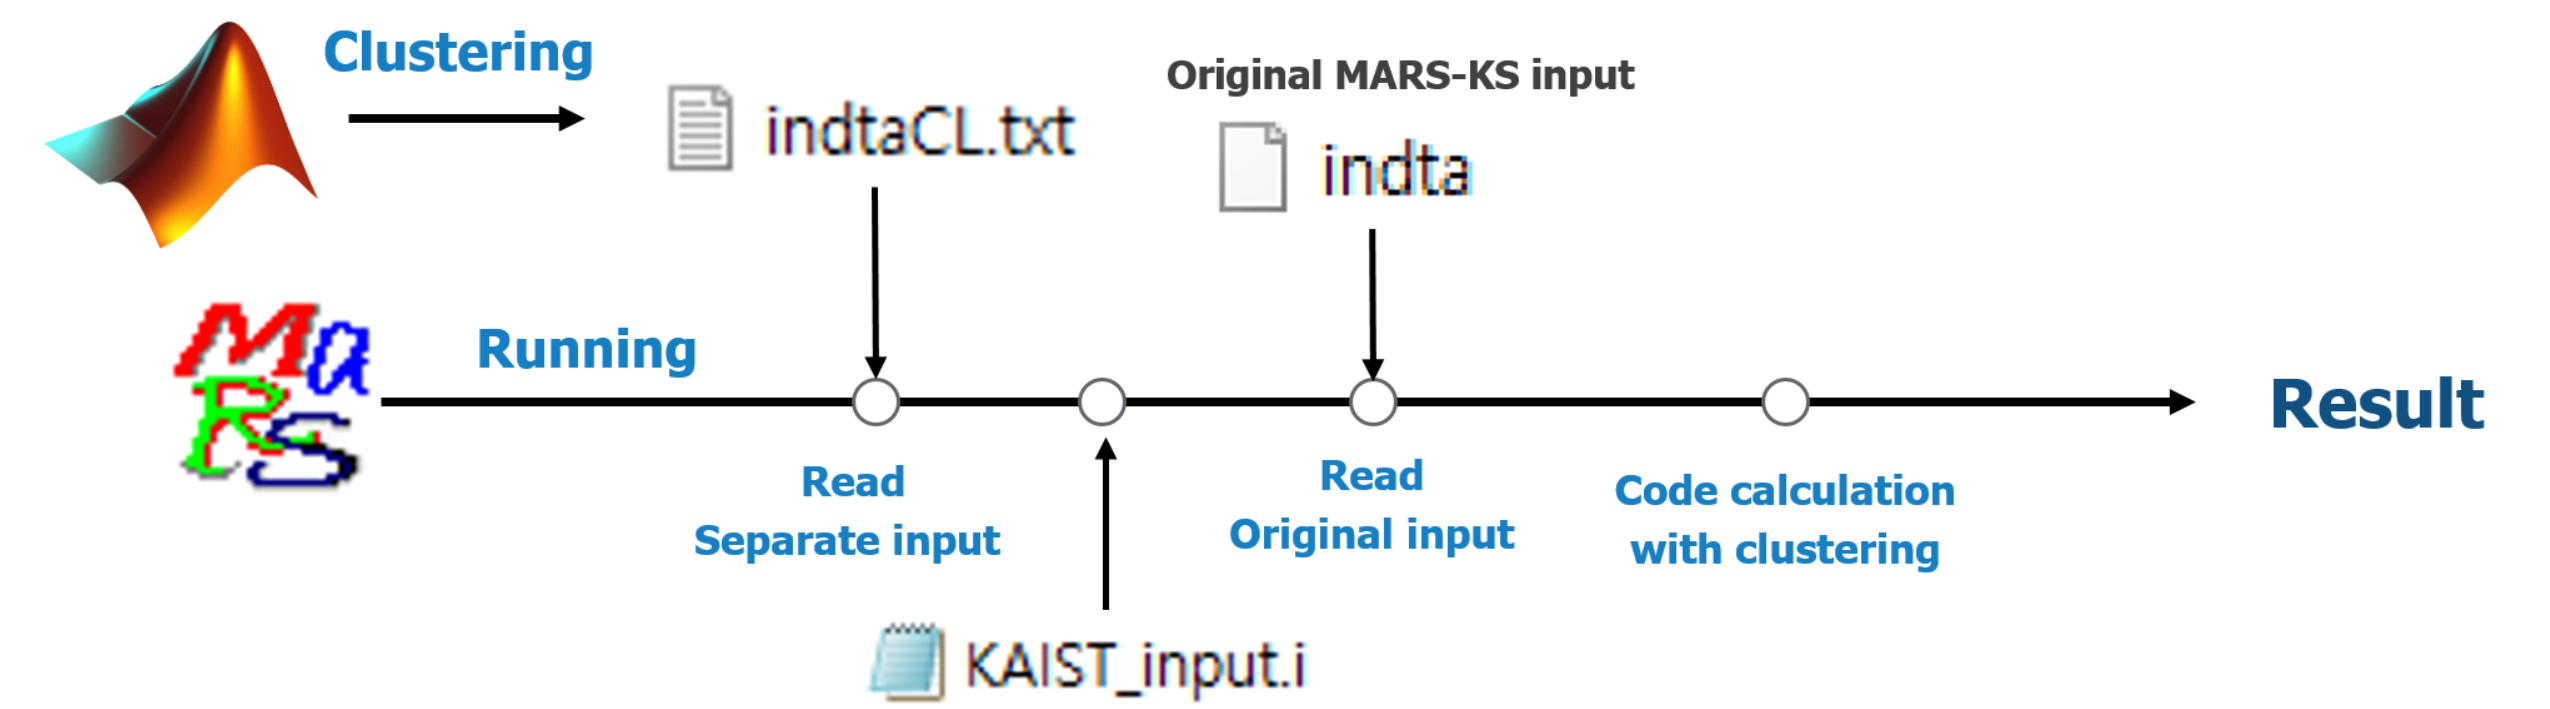 Clustering
indtaCL.txt
Original MARS-KS input
indta
MaRS
Running
Result
Read
Separate input
Read
Original input
Code calculation
with clustering
KAIST_input.i